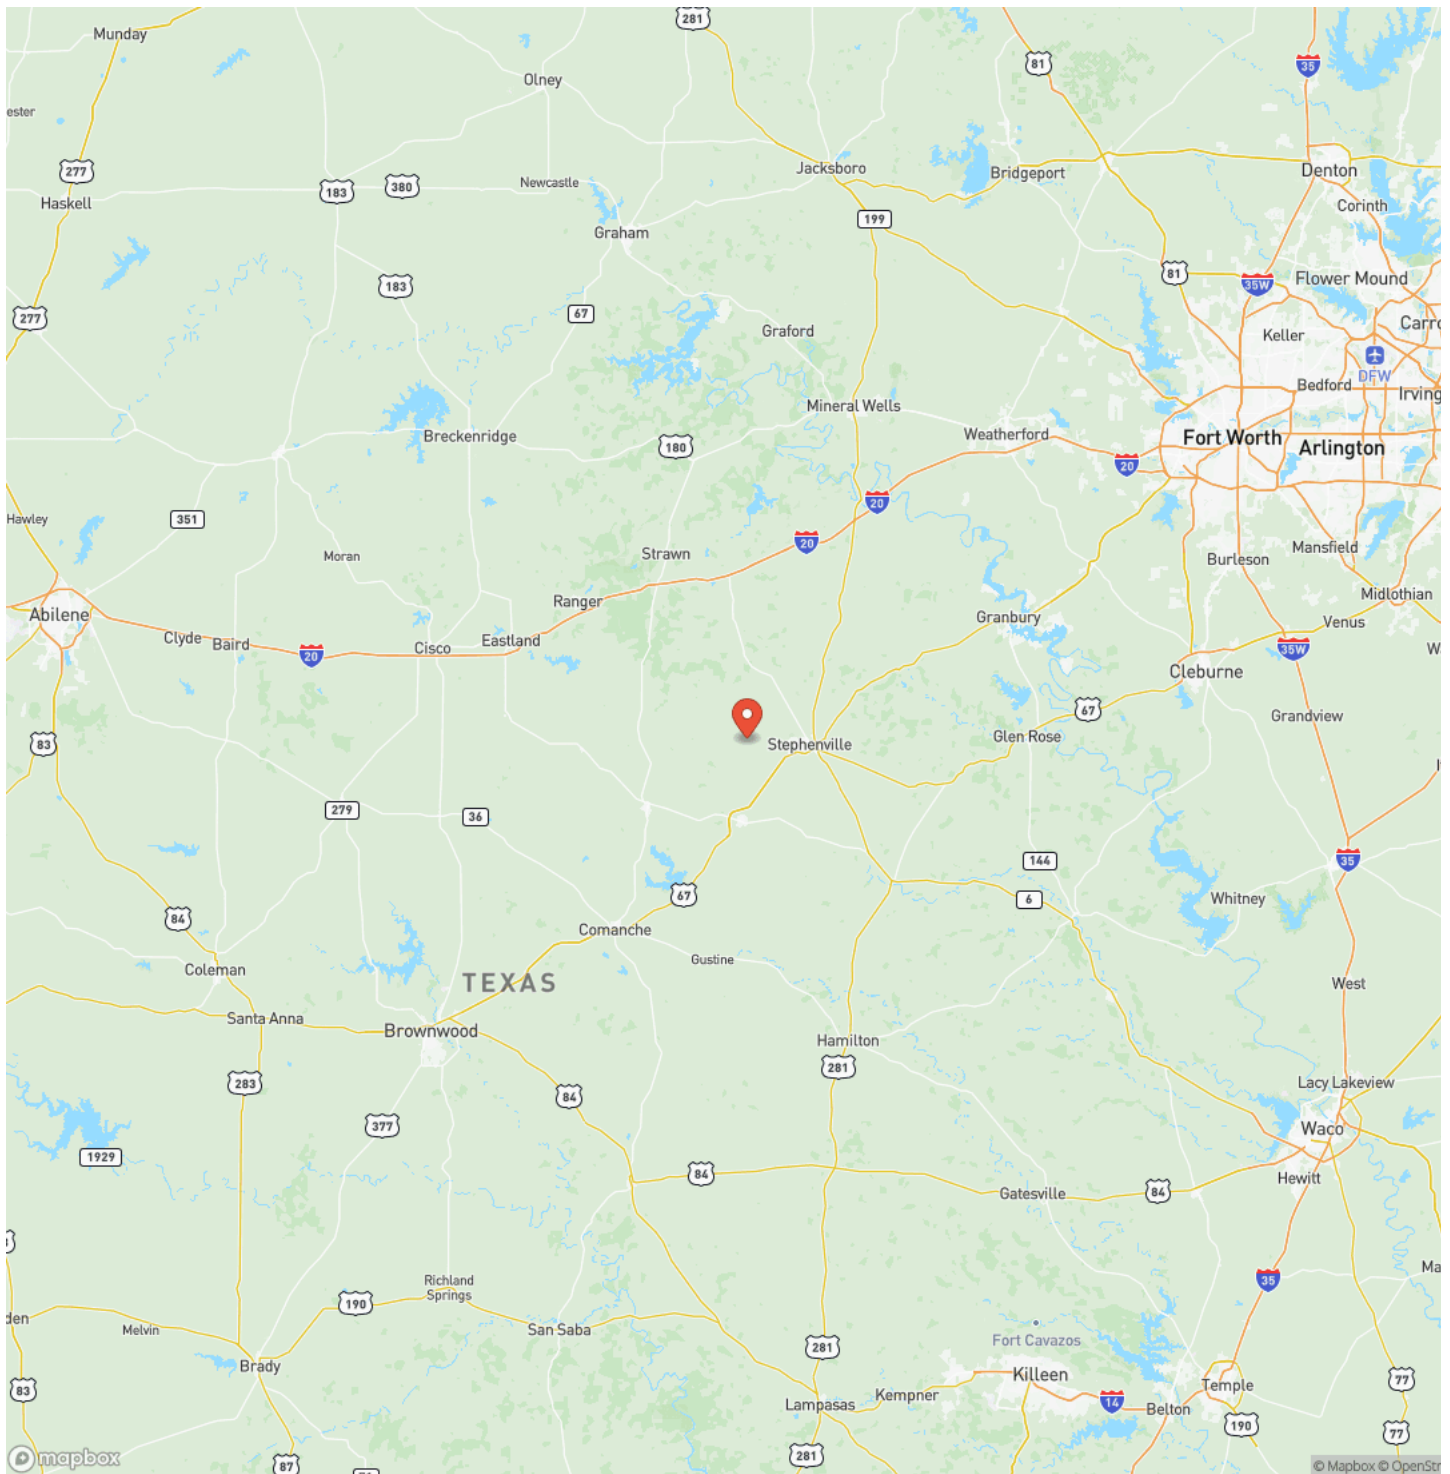 281
Munday
81
35
Olney
ester
277
Jacksboro
Bridgeport
Denton
183
380
Newcastle
Haskell
Corinth
199
Graham
81
35W
Flower Mound
183
277
67
Graford
Keller
Carro
DFW
Bedford
Irving
Mineral Wells
Breckenridge
180
Weatherford
Fort Worth
Arlington
20
20
Hawley
351
20
Moran
Strawn
Burleson
Mansfield
Abilene
Ranger
Granbury
Midlothian
Venus
Clyde
Baird
20
Cisco
Eastland
35W
W
Cleburne
67
Grandview
83
Stephenville
Glen Rose
279
36
144
35
67
6
Whitney
84
Comanche
Gustine
Coleman
TEXAS
West
Santa Anna
Brownwood
Hamilton
281
283
84
Lacy Lakeview
377
Waco
1929
84
84
Gatesville
Hewitt
Richland
Springs
35
Ma
190
den
Melvin
San Saba
Fort Cavazos
281
Brady
Killeen
83
Kempner
Temple
77
Lampasas
14
Belton
190
77
281
mapbox
87
© Mapbox © OpenStr